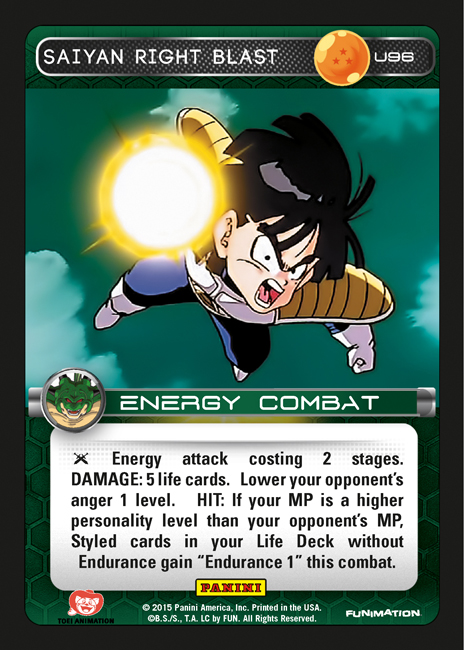 SAIYAN RIGHT BLAST U96
ENERGY COMBAT
Energy attack costing 2 stages.
DAMAGE: 5 life cards. Lower your opponent's
anger 1 level. HIT: If your MP is a higher
personality level than your opponent's MP,
Styled cards in your Life Deck without
Endurance gain "Endurance 1" this combat.
PANINI
TOEI ANIMATION
© 2015 Panini America, Inc. Printed in the USA.
©B.S./S., T.A. LC by FUN. All Rights Reserved.
FUNIMATION